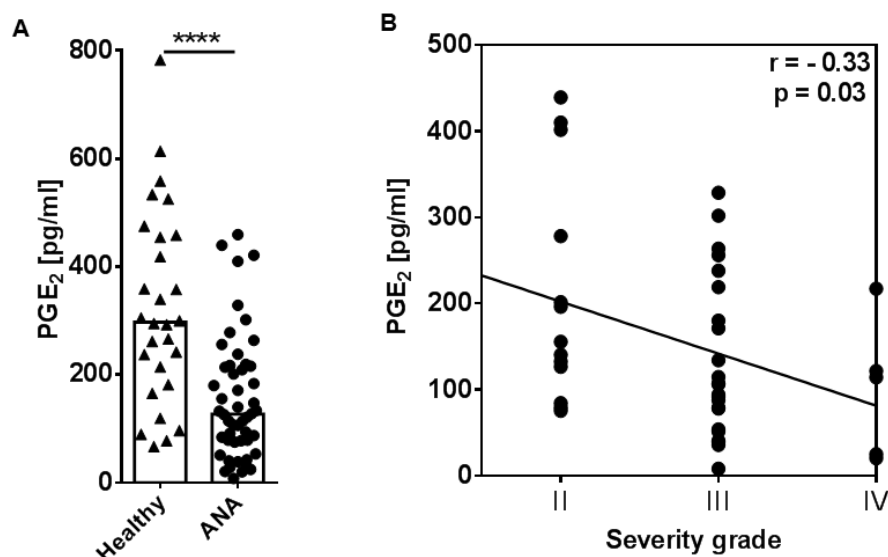 A
****
800
600
400
200
0
PGE2 [pg/ml]
Healthy
ANA
B
r = - 0.33
p = 0.03
500
400
300
200
100
0
PGE2 [pg/ml]
II
III
IV
Severity grade